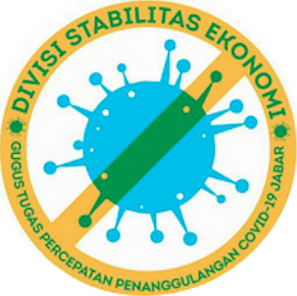 DIVISI STABILITAS EKONOMI
GUGUS TUGAS PERCEPATAN PENANGGULANGAN COVID-19 JABAR